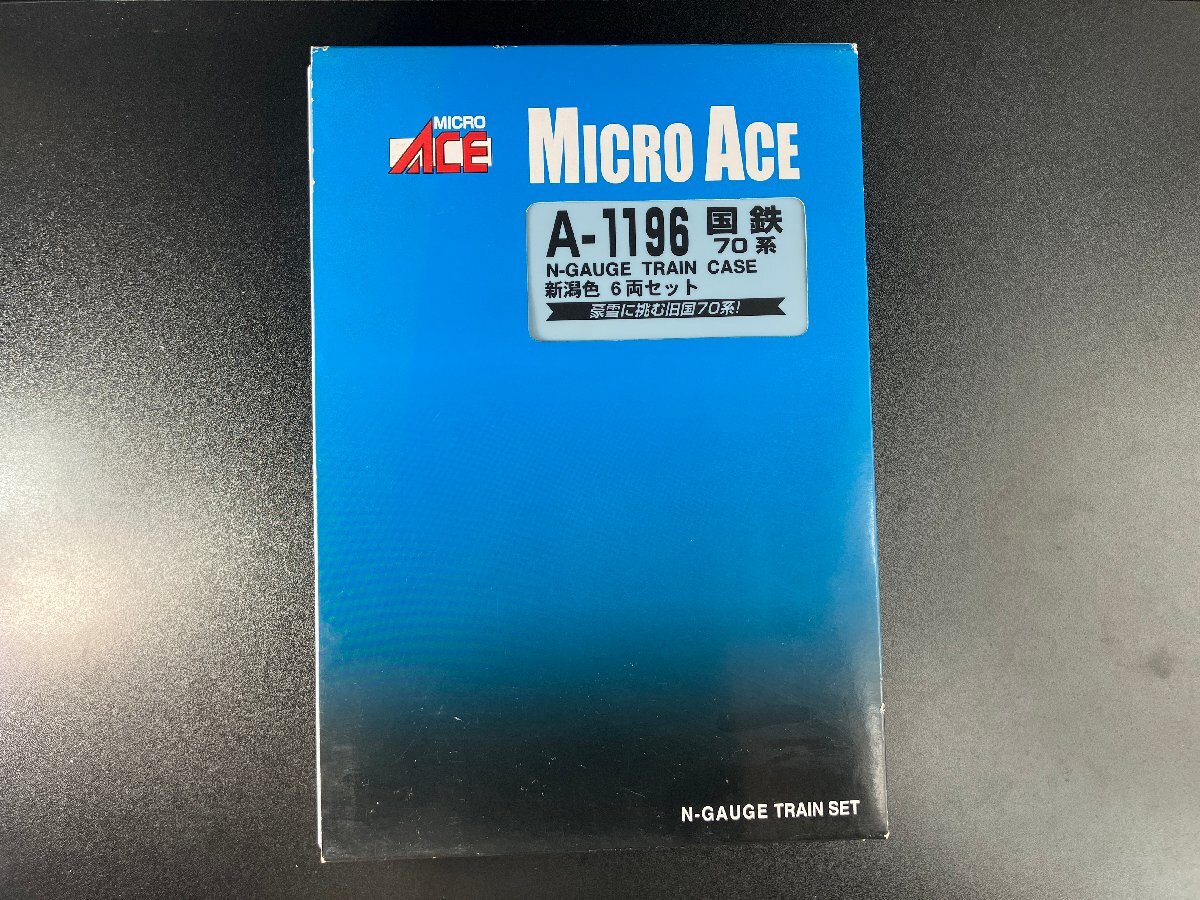 MICRO
ACE
MICRO ACE
A-1196 国鉄
70系
N-GAUGE TRAIN CASE
新潟色 6両セット
豪雪に挑む旧国70系!
N-GAUGE TRAIN SET